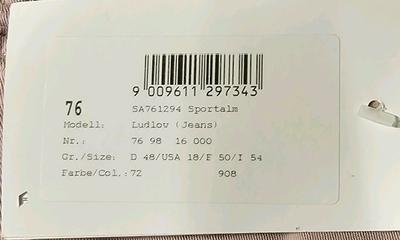 9 009611 297343
76 SA761294 Sportalm
Modell: Ludlov (Jeans)
Nr.: 76 98 16 000
Gr./Size: D 48/USA 18/F 50/I 54
Farbe/Col.: 72 908